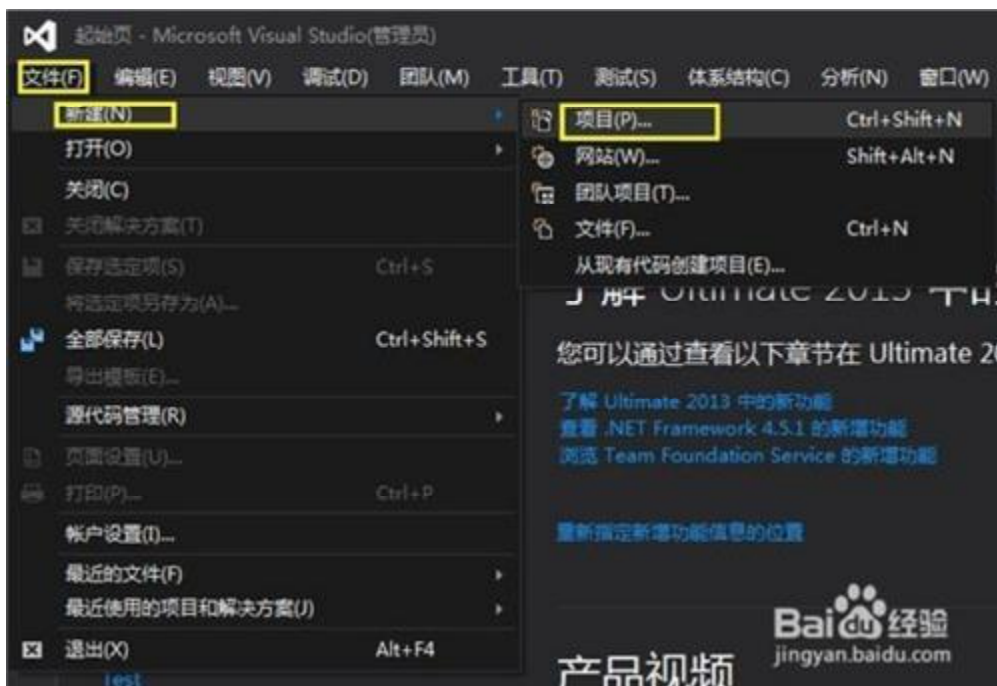 起始页 - Microsoft Visual Studio(管理员)
文件(F) 编辑(E) 视图(V) 调试(D) 团队(M) 工具(T) 测试(S) 体系结构(C) 分析(N) 窗口(W)
新建(N)
打开(O)
关闭(C)
关闭解决方案(T)
保存选定项(S) Ctrl+S
将选定项另存为(A)...
全部保存(L) Ctrl+Shift+S
导出模板(E)...
源代码管理(R)
页面设置(U)...
打印(P)... Ctrl+P
帐户设置(I)...
最近的文件(F)
最近使用的项目和解决方案(J)
退出(X) Alt+F4
Test
项目(P)... Ctrl+Shift+N
网站(W)... Shift+Alt+N
团队项目(T)...
文件(F)... Ctrl+N
从现有代码创建项目(E)...
了解 Ultimate 2013 中的
您可以通过查看以下章节在 Ultimate 20
了解 Ultimate 2013 中的新功能
查看 .NET Framework 4.5.1 的新增功能
浏览 Team Foundation Service 的新增功能
重新指定新增功能信息的位置
产品视频
Baidu 经验
jingyan.baidu.com